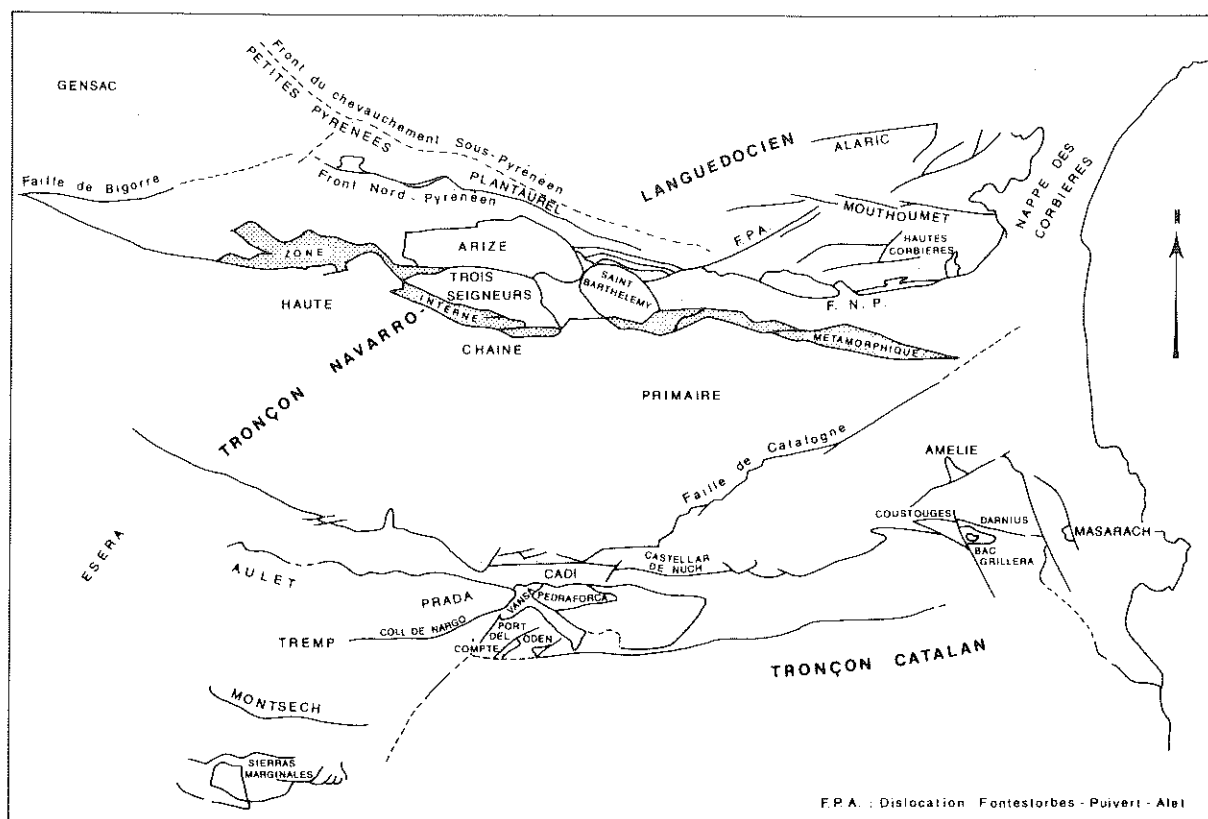 GENSAC
Front du chevauchement Sous-Pyrénéen
PETITES PYRENEES
PLANTAUREL
Faille de Bigorre
Front Nord-Pyrénéen
LANGUEDOCIEN
ALARIC
NAPPE DES
CORBIERES
MOUTHOUMET
F.P.A.
HAUTES
CORBIERES
ZONE
ARIZE
TROIS
SEIGNEURS
SAINT
BARTHELEMY
HAUTE
INTERNE
F. N. P.
METAMORPHIQUE
CHAINE
TRONÇON NAVARRO-
PRIMAIRE
Faille de Catalogne
AMELIE
COUSTOUGES
DARNIUS
MASARACH
BAC
GRILLERA
ESERA
AULET
CADI
CASTELLAR
DE NUCH
PRADA
VANSA
PEDRAFORCA
COLL DE NARGO
TREMP
PORT
DEL
COMPTE
ODEN
TRONÇON CATALAN
MONTSECH
SIERRAS
MARGINALES
F.P.A. : Dislocation Fontestorbes - Puivert - Alet